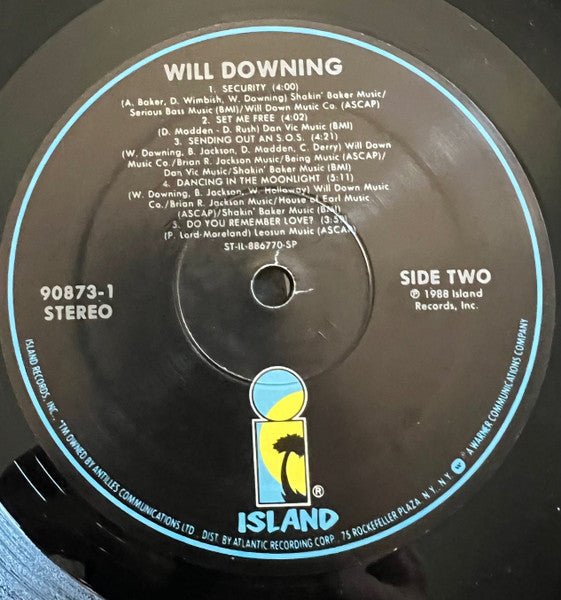 WILL DOWNING
1. SECURITY (4:00)
(A. Baker, D. Wimbish, W. Downing) Shakin' Baker Music/
Serious Bass Music (BMI)/Will Down Music Co. (ASCAP)
2. SET ME FREE (4:02)
(D. Madden - D. Rush) Dan Vic Music (BMI)
3. SENDING OUT AN S.O.S. (4:21)
(W. Downing, B. Jackson, D. Madden, C. Derry) Will Down
Music Co./Brian R. Jackson Music/Being Music (ASCAP)/
Dan Vic Music/Shakin' Baker Music (BMI)
4. DANCING IN THE MOONLIGHT (5:11)
(W. Downing, B. Jackson, W. Holloway) Will Down Music
Co./Brian R. Jackson Music/House of Earl Music
(ASCAP)/Shakin' Baker Music (BMI)
5. DO YOU REMEMBER LOVE?
(P. Lord-Moreland) Leosun Music (ASCAP)
ST-IL-886770-SP
90873-1
STEREO
SIDE TWO
℗ 1988 Island
Records, Inc.
ISLAND ®
ISLAND RECORDS, INC., *TM OWNED BY ANTILLES COMMUNICATIONS LTD. DIST. BY ATLANTIC RECORDING CORP. 75 ROCKEFELLER PLAZA, N.Y., N.Y. A WARNER COMMUNICATIONS COMPANY